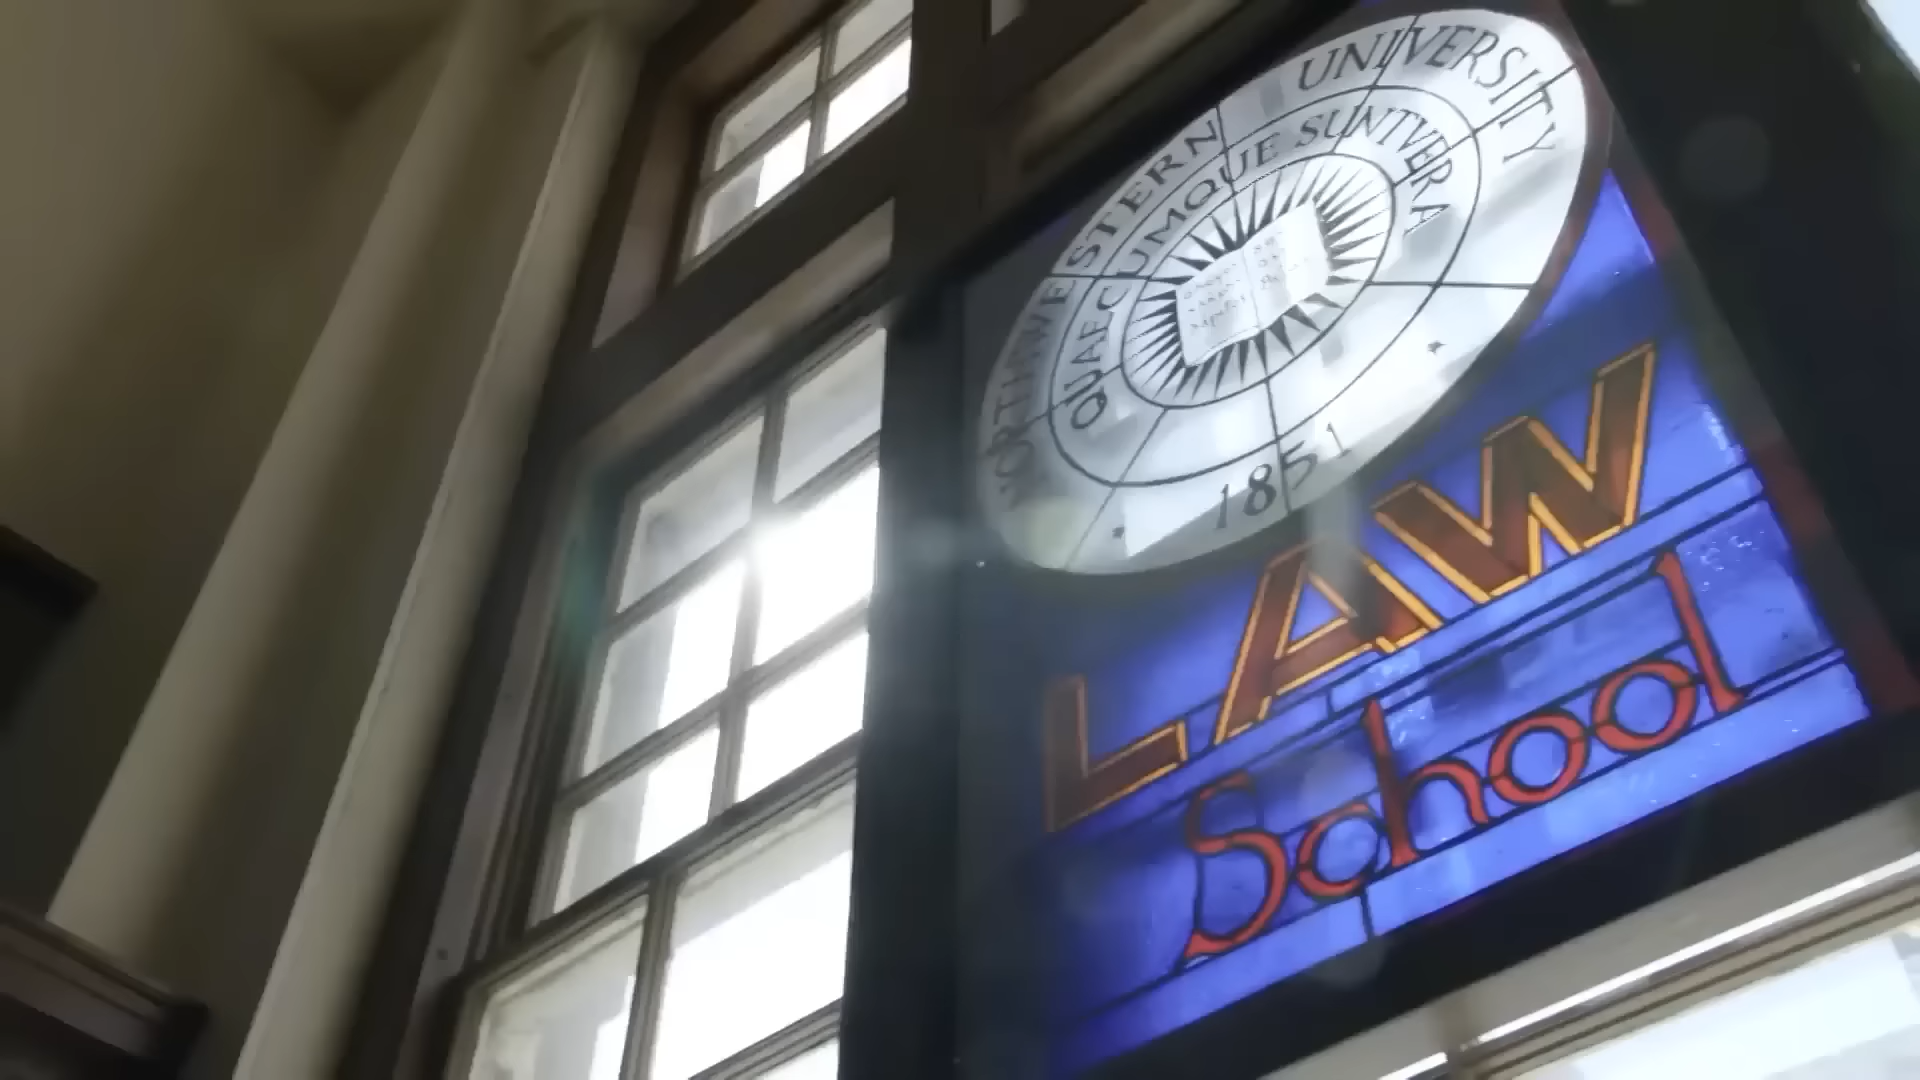 NORTHWESTERN UNIVERSITY
QUAECUMQUE SUNT VERA
1851
LAW
School